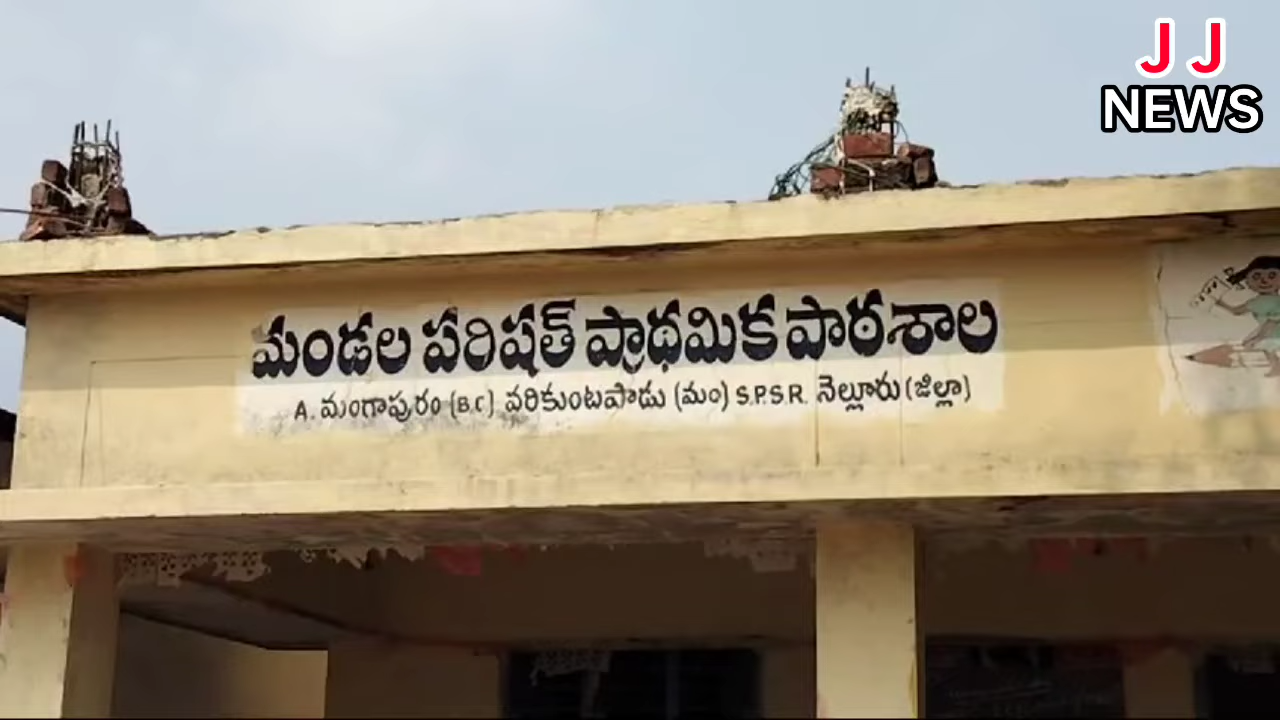 J J
NEWS
మండల పరిషత్ ప్రాథమిక పాఠశాల
A. మంగాపురం (B.C) వరికుంటపాడు (మం) S.P.S.R. నెల్లూరు (జిల్లా)